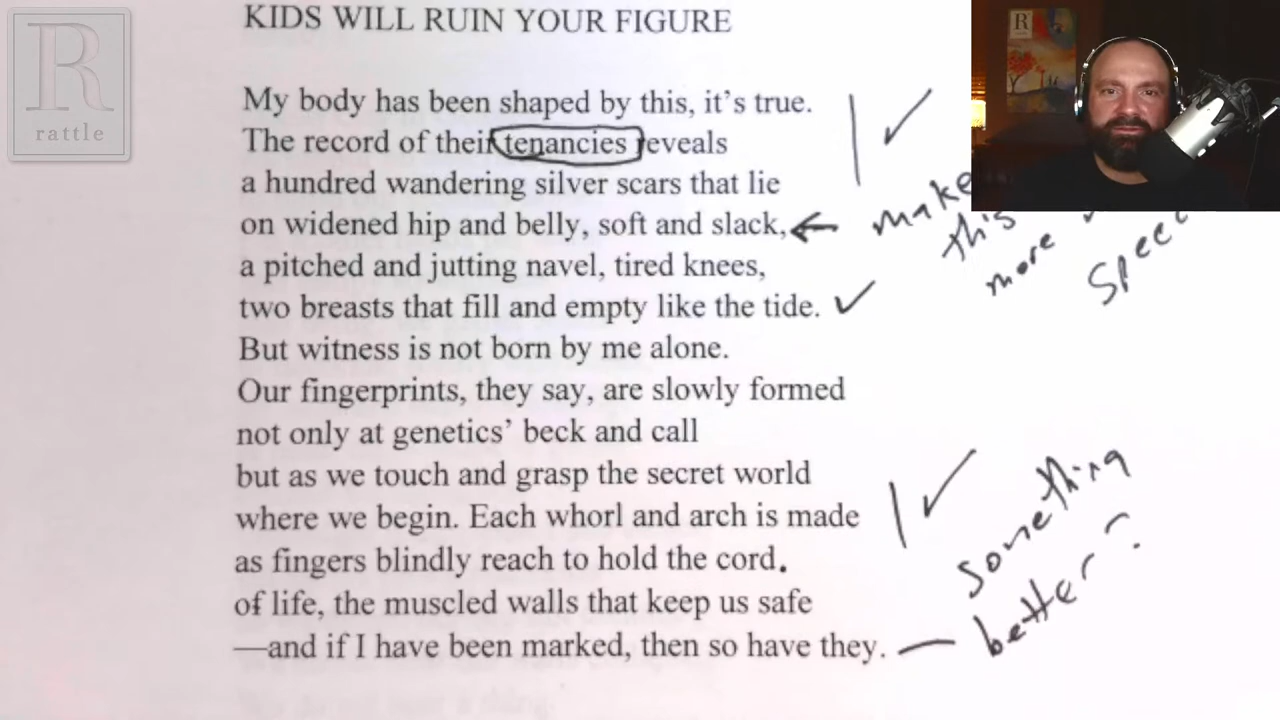 R
rattle
KIDS WILL RUIN YOUR FIGURE
My body has been shaped by this, it's true.
The record of their tenancies reveals
a hundred wandering silver scars that lie
on widened hip and belly, soft and slack,
a pitched and jutting navel, tired knees,
two breasts that fill and empty like the tide.
But witness is not born by me alone.
Our fingerprints, they say, are slowly formed
not only at genetics' beck and call
but as we touch and grasp the secret world
where we begin. Each whorl and arch is made
as fingers blindly reach to hold the cord.
of life, the muscled walls that keep us safe
—and if I have been marked, then so have they.
make
this
more
something
better?
R